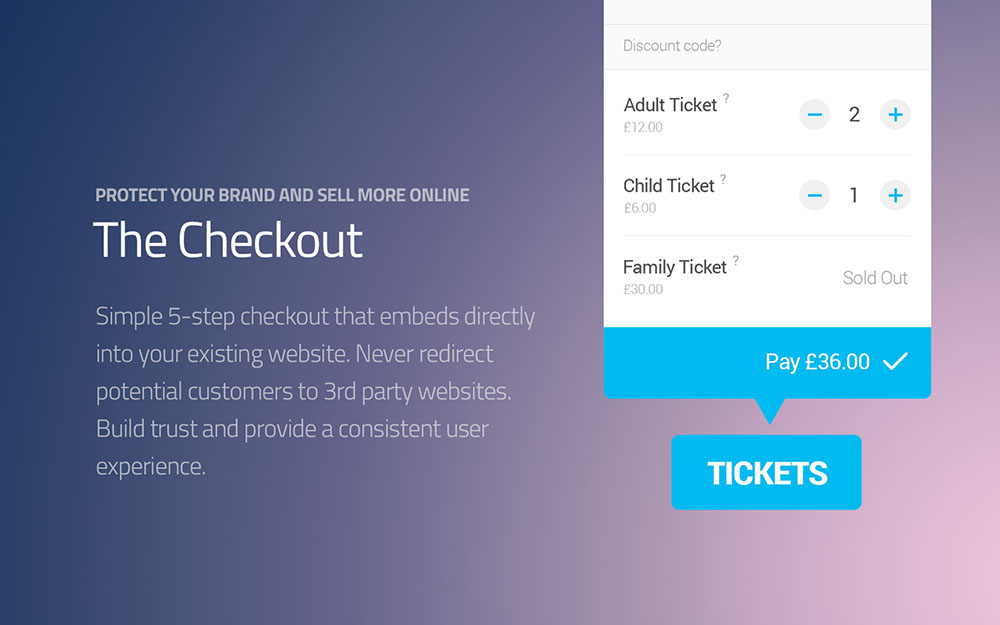 PROTECT YOUR BRAND AND SELL MORE ONLINE
The Checkout
Simple 5-step checkout that embeds directly
into your existing website. Never redirect
potential customers to 3rd party websites.
Build trust and provide a consistent user
experience.
Discount code?
Adult Ticket ?
£12.00
− 2 +
Child Ticket ?
£6.00
− 1 +
Family Ticket ?
£30.00
Sold Out
Pay £36.00
TICKETS